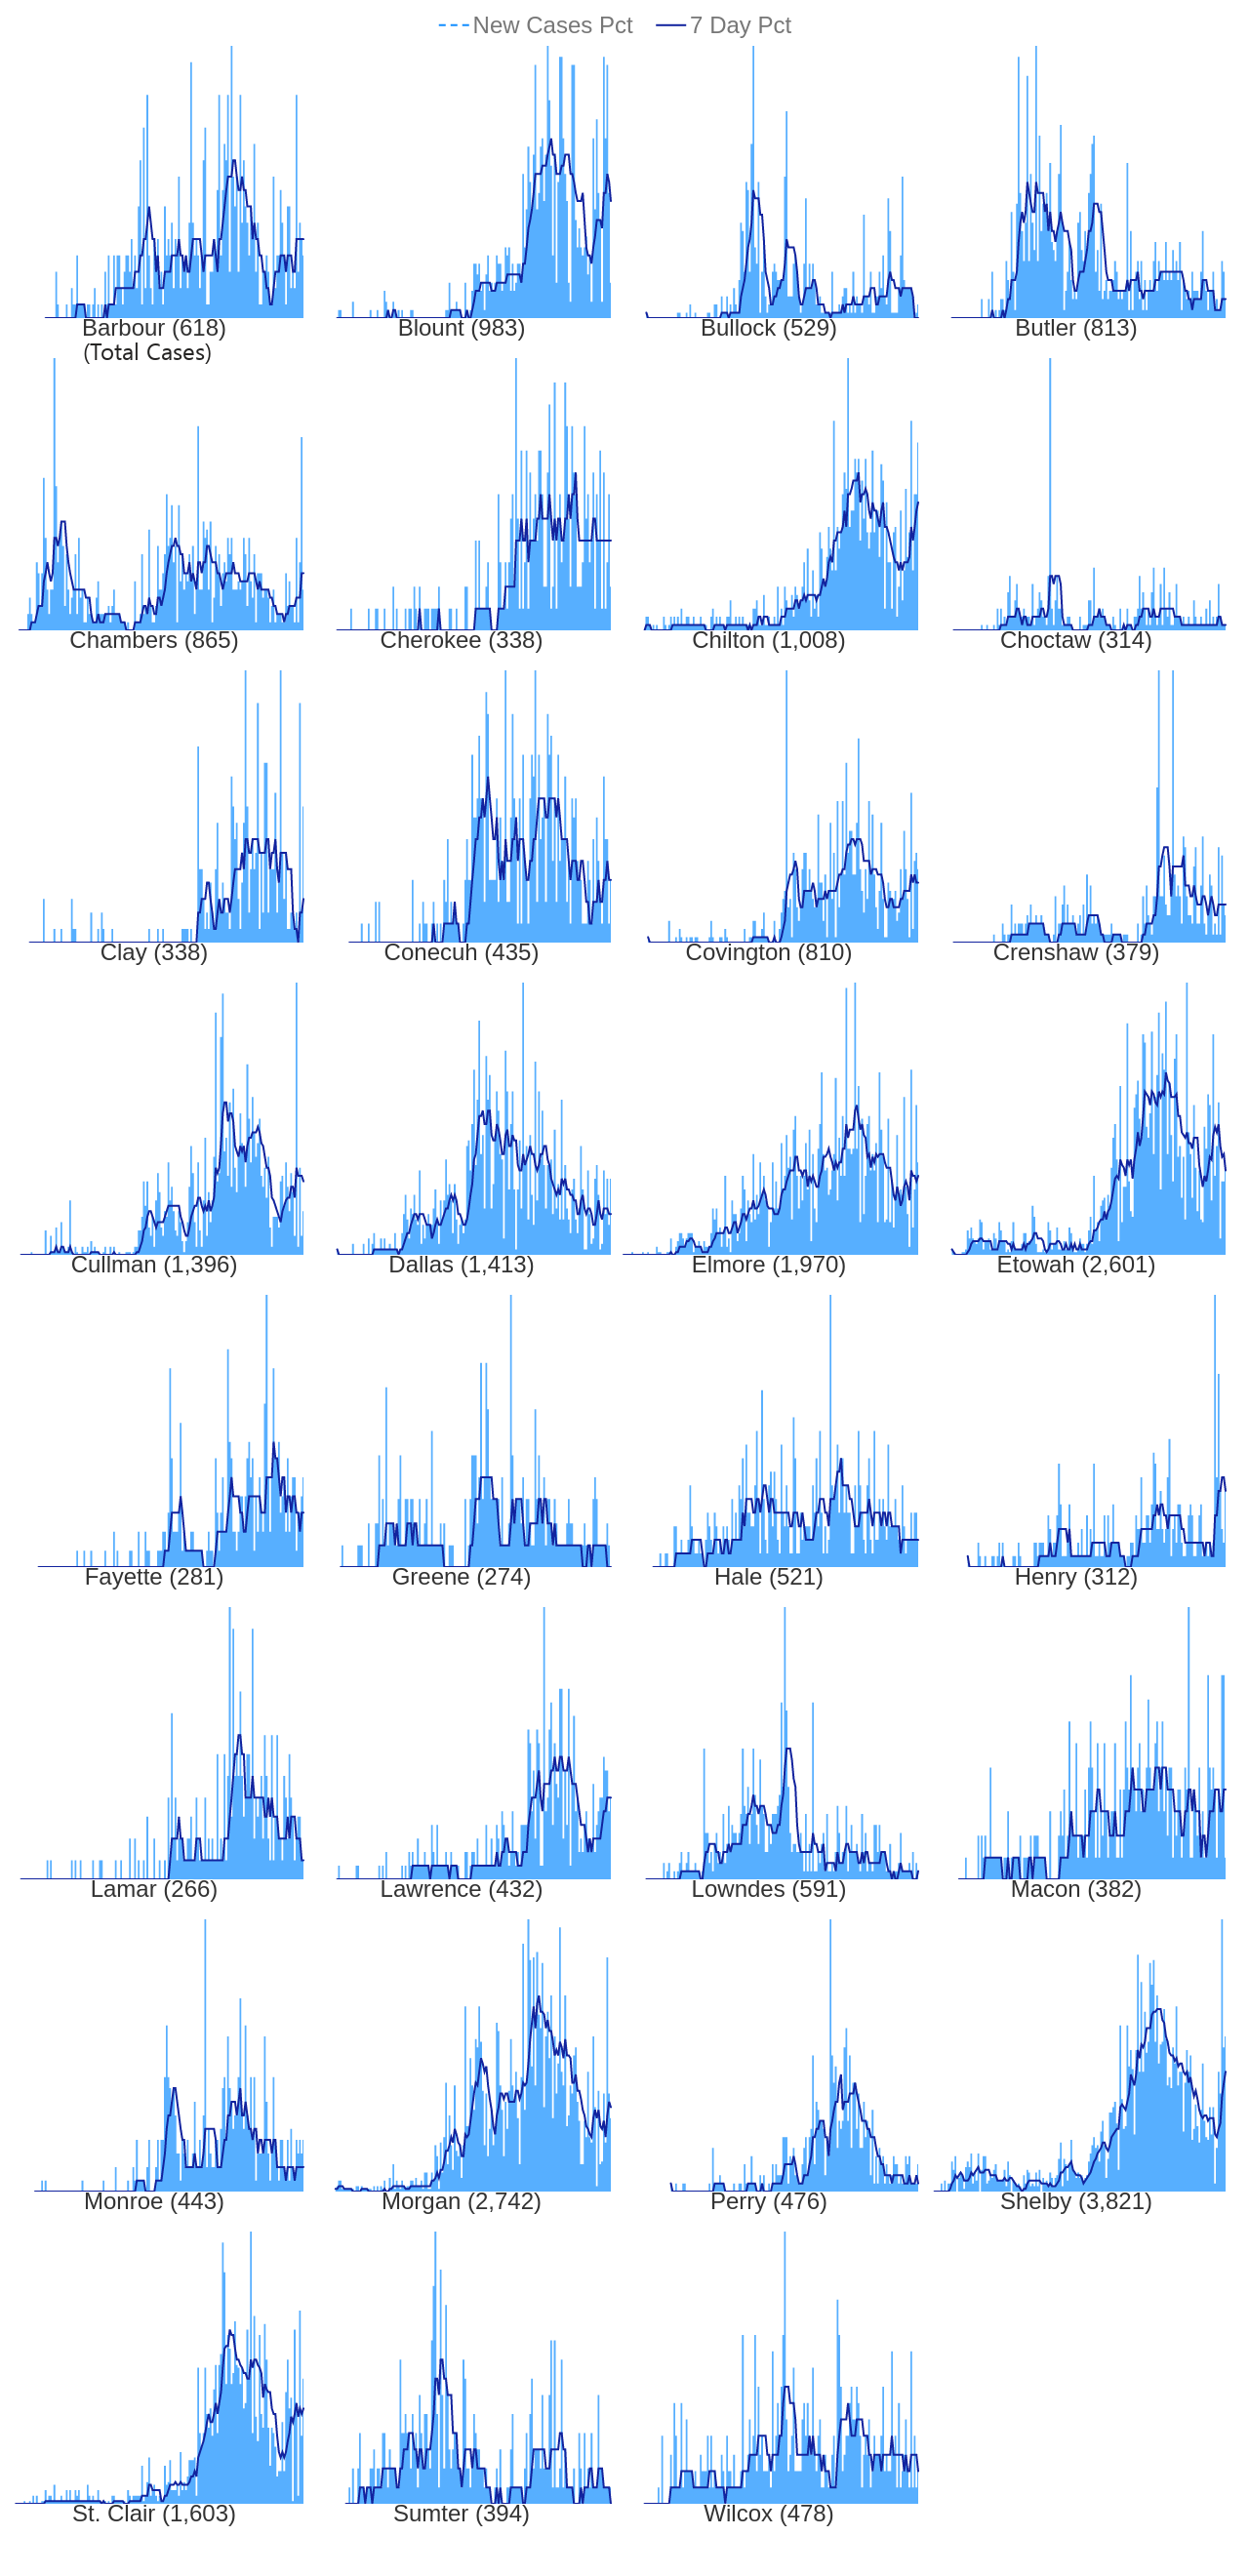 New Cases Pct 7 Day Pct
Barbour (618) Blount (983) Bullock (529) Butler (813)
(Total Cases)
Chambers (865) Cherokee (338) Chilton (1,008) Choctaw (314)
Clay (338) Conecuh (435) Covington (810) Crenshaw (379)
Cullman (1,396) Dallas (1,413) Elmore (1,970) Etowah (2,601)
Fayette (281) Greene (274) Hale (521) Henry (312)
Lamar (266) Lawrence (432) Lowndes (591) Macon (382)
Monroe (443) Morgan (2,742) Perry (476) Shelby (3,821)
St. Clair (1,603) Sumter (394) Wilcox (478)